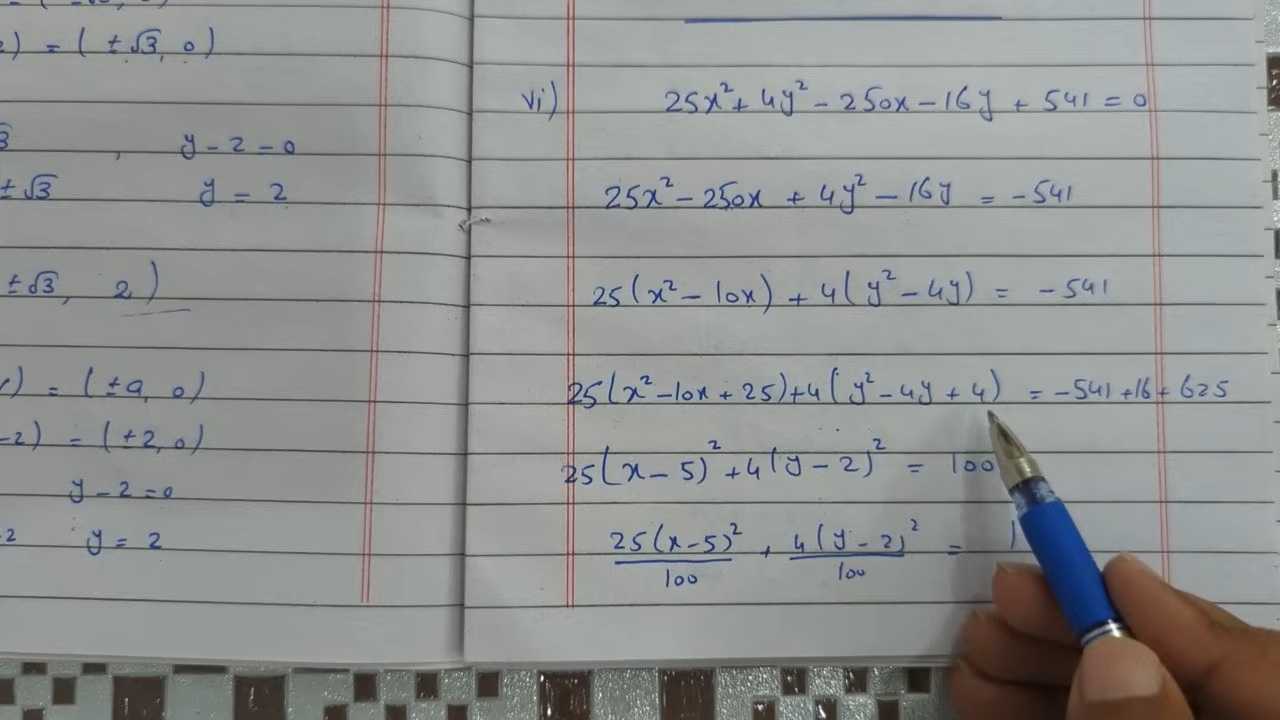 ) = ( ±√3, 0 )
, y - 2 - 0
±√3 y = 2
±√3, 2 )
) = (±a, 0)
-2) = (±2, 0)
y - 2 = 0
-2 y = 2
vi) 25x² + 4y² - 250x - 16y + 541 = 0
25x² - 250x + 4y² - 16y = -541
25(x² - 10x) + 4(y² - 4y) = -541
25(x² - 10x + 25) + 4(y² - 4y + 4) = -541 + 16 + 625
25(x - 5)² + 4(y - 2)² = 100
25(x-5)²/100 + 4(y-2)²/100 =